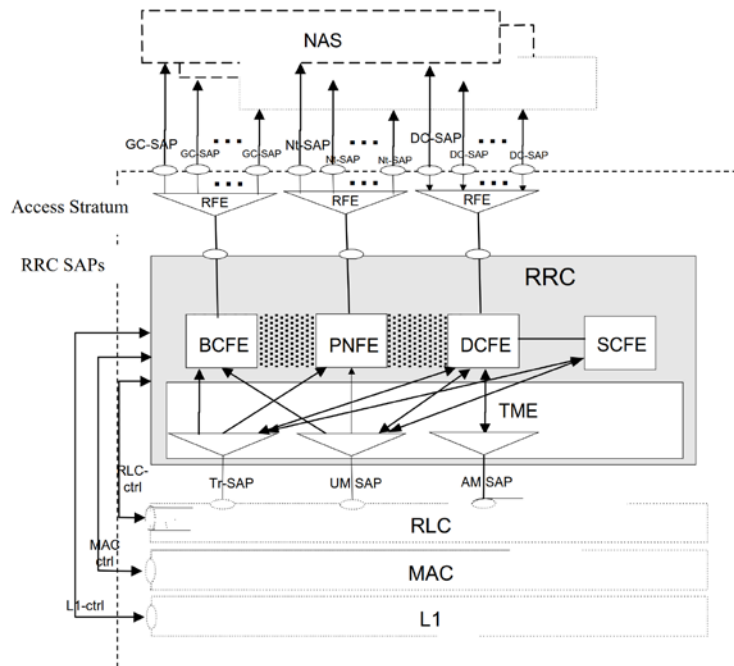 NAS
GC-SAP
GC-SAP
GC-SAP
Nt-SAP
Nt-SAP
Nt-SAP
DC-SAP
DC-SAP
DC-SAP
Access Stratum
RFE
RFE
RFE
RRC SAPs
RRC
BCFE
PNFE
DCFE
SCFE
TME
RLC-
ctrl
Tr-SAP
UM SAP
AM SAP
RLC
MAC
ctrl
MAC
L1-ctrl
L1